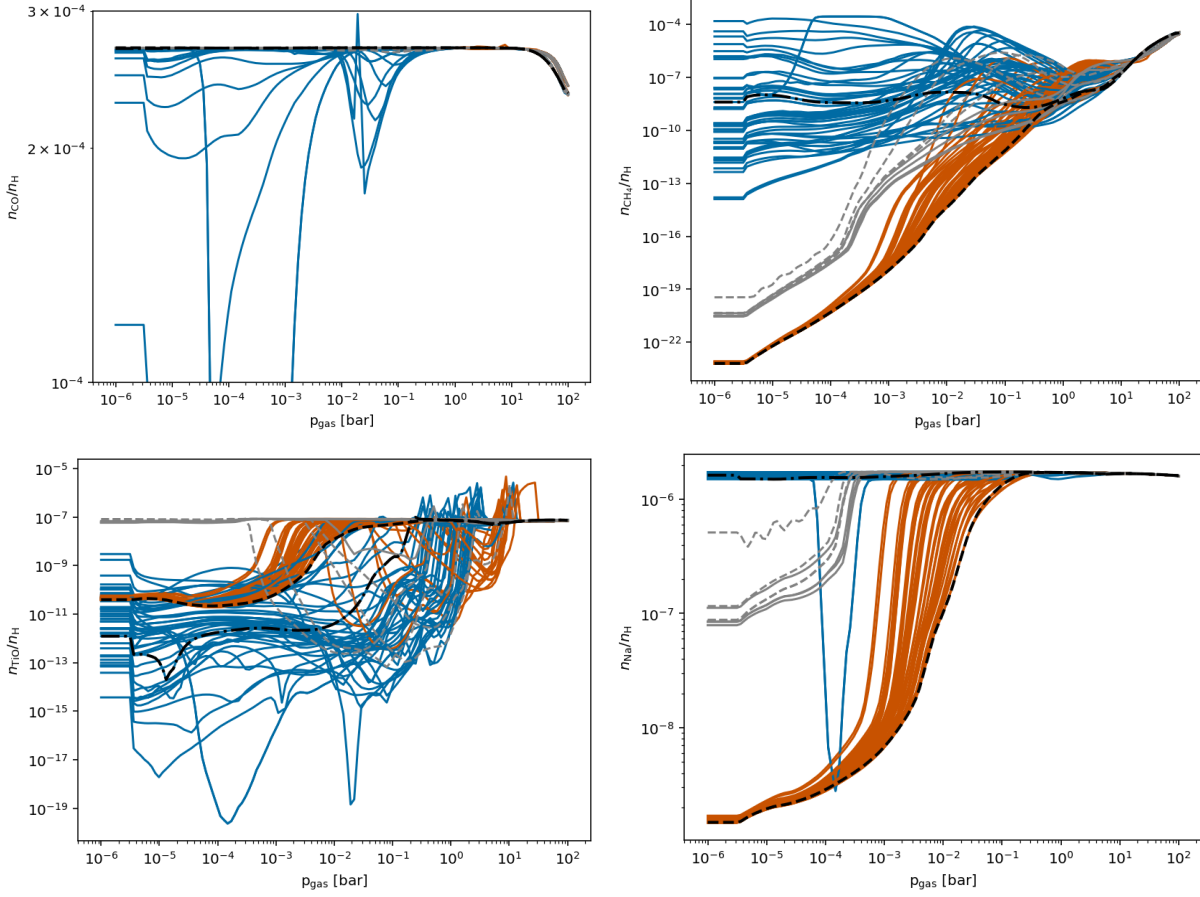 3 × 10⁻⁴
2 × 10⁻⁴
10⁻⁴
n_CO/n_H
10⁻⁶ 10⁻⁵ 10⁻⁴ 10⁻³ 10⁻² 10⁻¹ 10⁰ 10¹ 10²
p_gas [bar]
10⁻⁴
10⁻⁷
10⁻¹⁰
10⁻¹³
10⁻¹⁶
10⁻¹⁹
10⁻²²
n_CH₄/n_H
10⁻⁶ 10⁻⁵ 10⁻⁴ 10⁻³ 10⁻² 10⁻¹ 10⁰ 10¹ 10²
p_gas [bar]
10⁻⁵
10⁻⁷
10⁻⁹
10⁻¹¹
10⁻¹³
10⁻¹⁵
10⁻¹⁷
10⁻¹⁹
n_TiO/n_H
10⁻⁶ 10⁻⁵ 10⁻⁴ 10⁻³ 10⁻² 10⁻¹ 10⁰ 10¹ 10²
p_gas [bar]
10⁻⁶
10⁻⁷
10⁻⁸
n_Na/n_H
10⁻⁶ 10⁻⁵ 10⁻⁴ 10⁻³ 10⁻² 10⁻¹ 10⁰ 10¹ 10²
p_gas [bar]